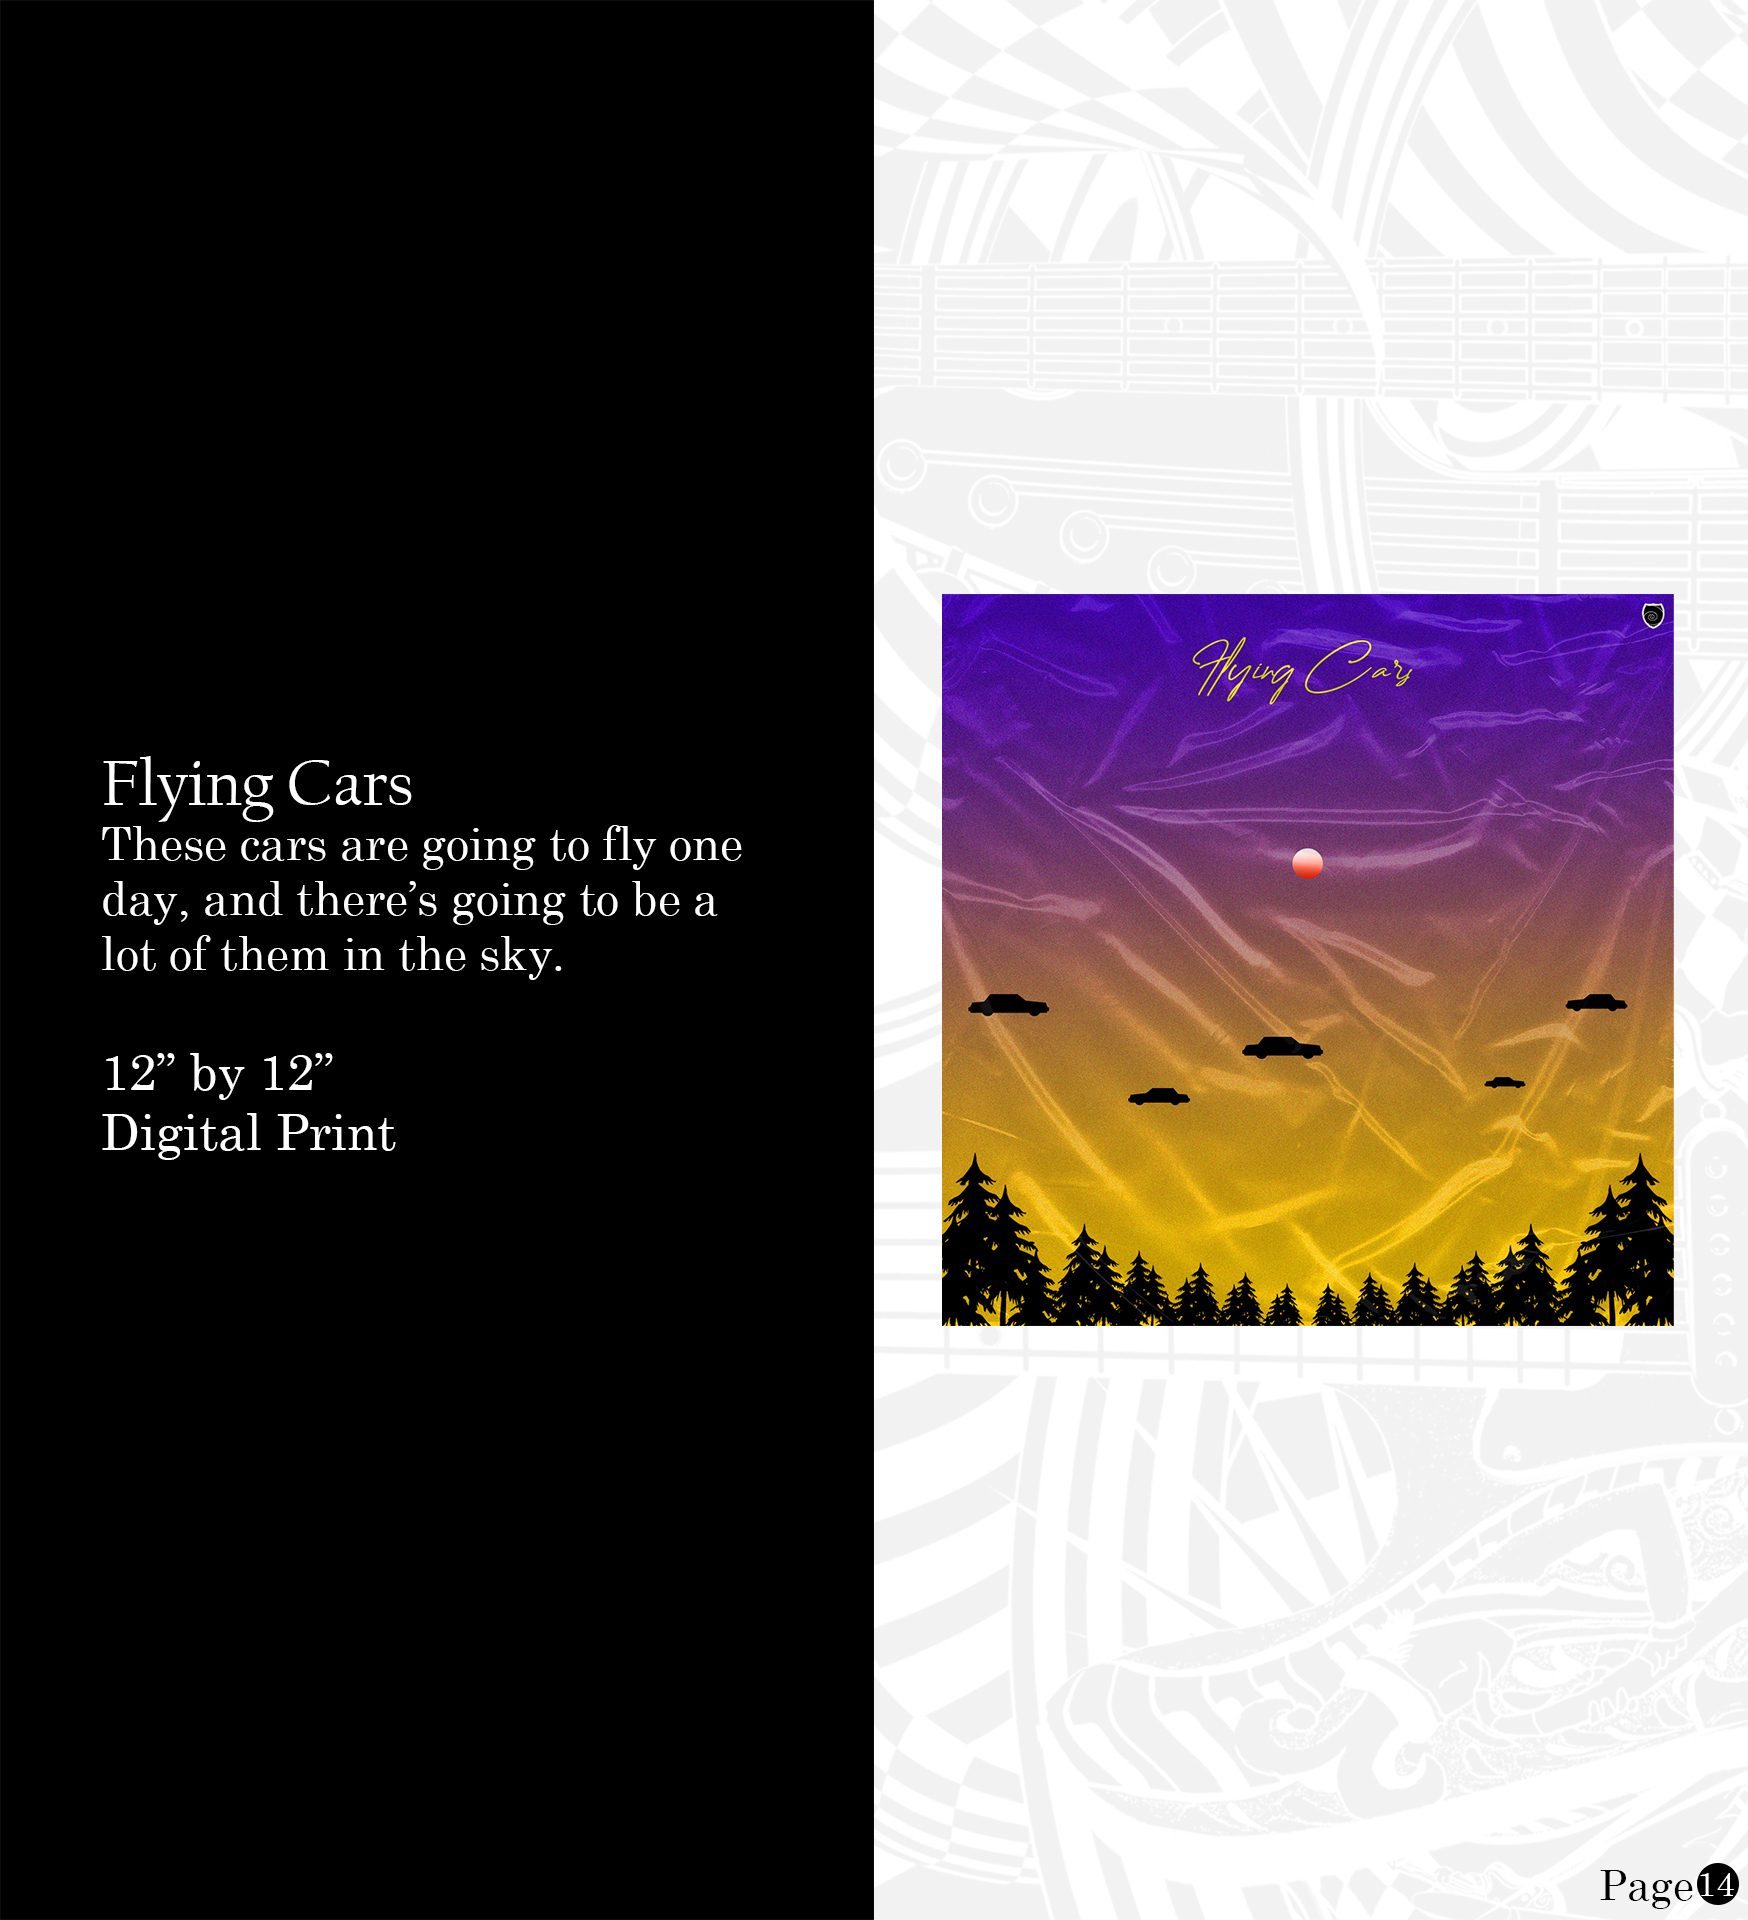 Flying Cars
These cars are going to fly one
day, and there’s going to be a
lot of them in the sky.
12” by 12”
Digital Print
Flying Cars
Page 14